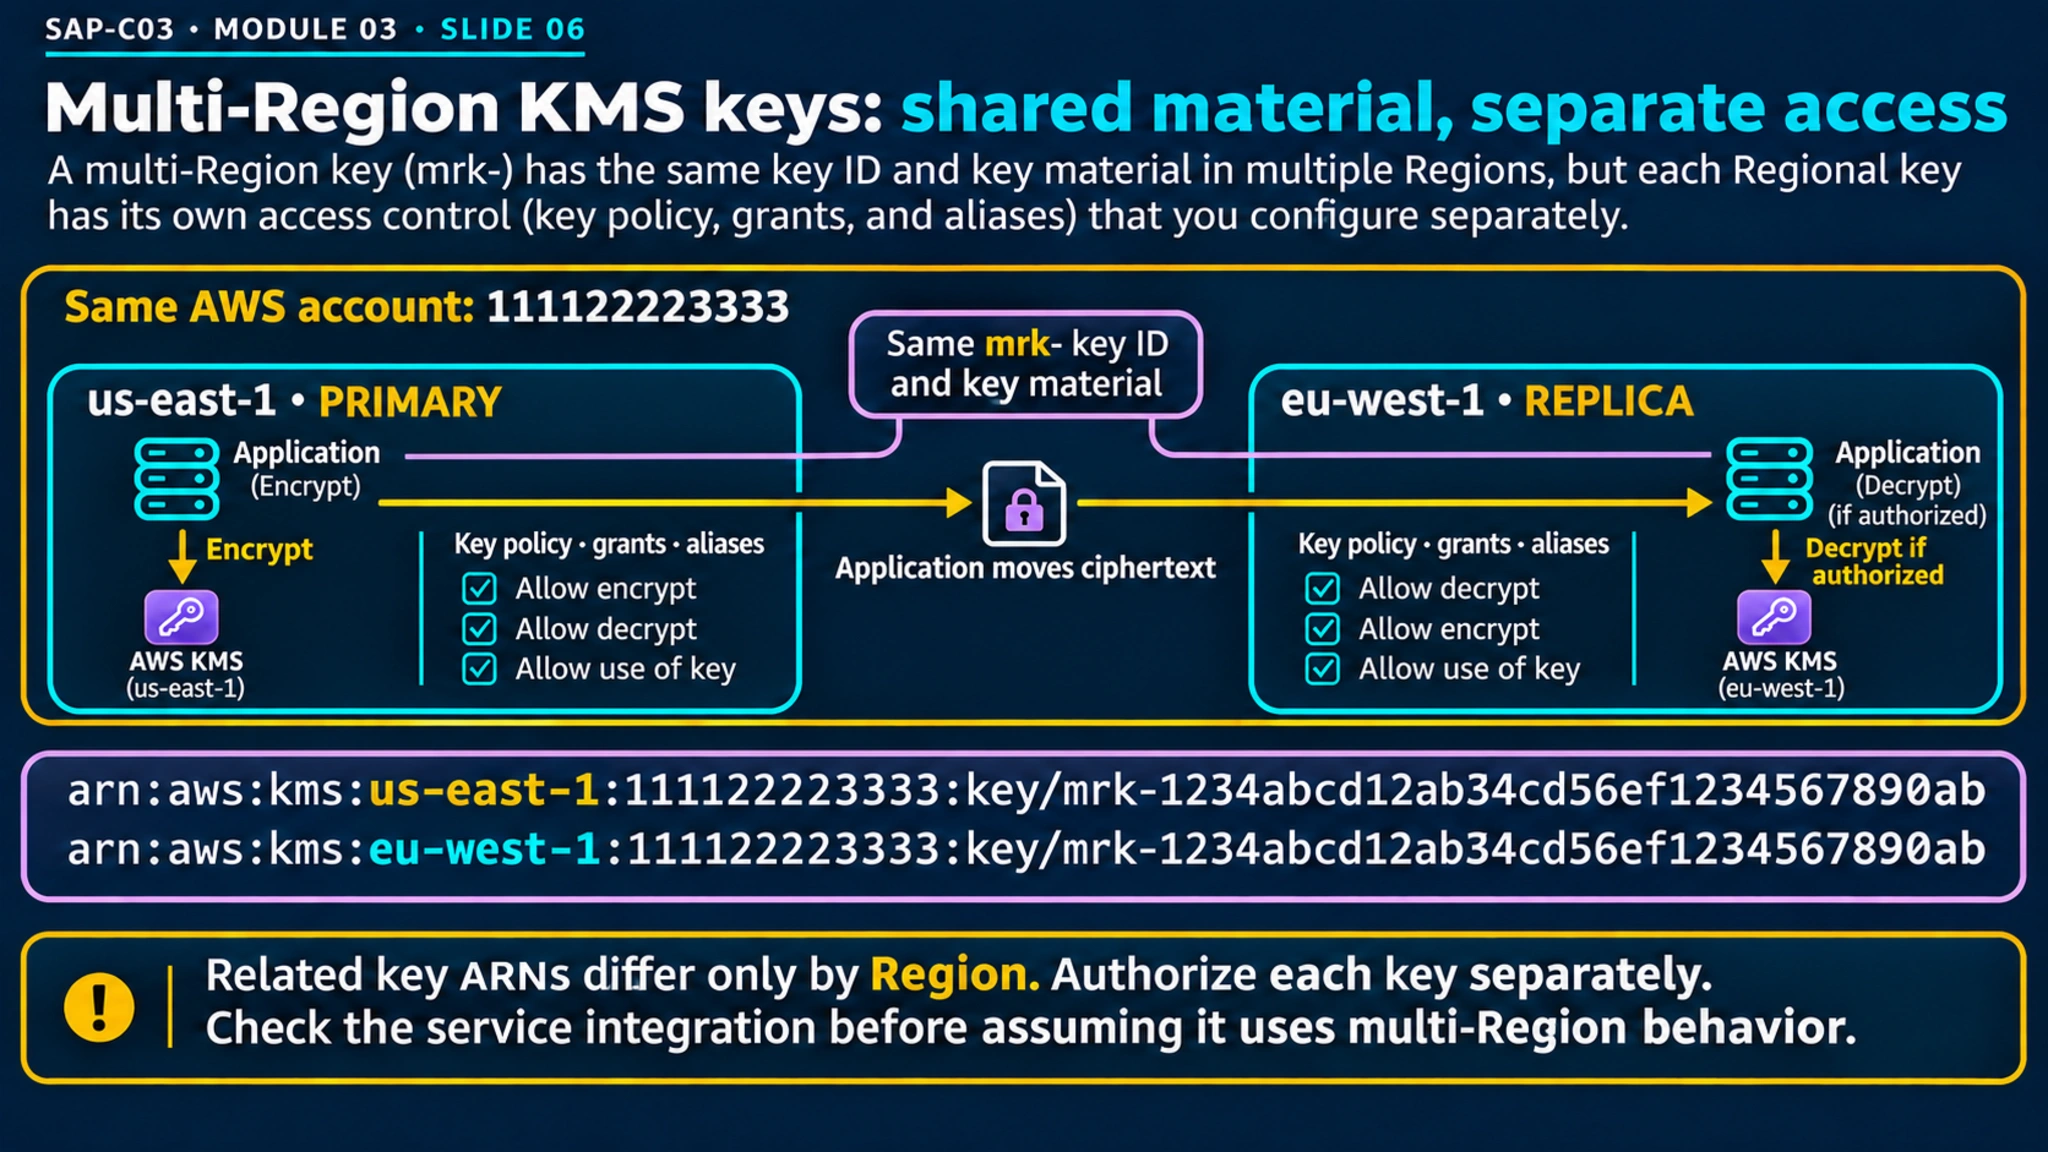 SAP-C03 • MODULE 03 • SLIDE 06
Multi-Region KMS keys: shared material, separate access
A multi-Region key (mrk-) has the same key ID and key material in multiple Regions, but each Regional key
has its own access control (key policy, grants, and aliases) that you configure separately.
Same AWS account: 111122223333
Same mrk- key ID
and key material
us-east-1 • PRIMARY
Application
(Encrypt)
Encrypt
AWS KMS
(us-east-1)
Key policy • grants • aliases
Allow encrypt
Allow decrypt
Allow use of key
Application moves ciphertext
eu-west-1 • REPLICA
Key policy • grants • aliases
Allow decrypt
Allow encrypt
Allow use of key
Application
(Decrypt)
(if authorized)
Decrypt if
authorized
AWS KMS
(eu-west-1)
arn:aws:kms:us-east-1:111122223333:key/mrk-1234abcd12ab34cd56ef1234567890ab
arn:aws:kms:eu-west-1:111122223333:key/mrk-1234abcd12ab34cd56ef1234567890ab
Related key ARNs differ only by Region. Authorize each key separately.
Check the service integration before assuming it uses multi-Region behavior.